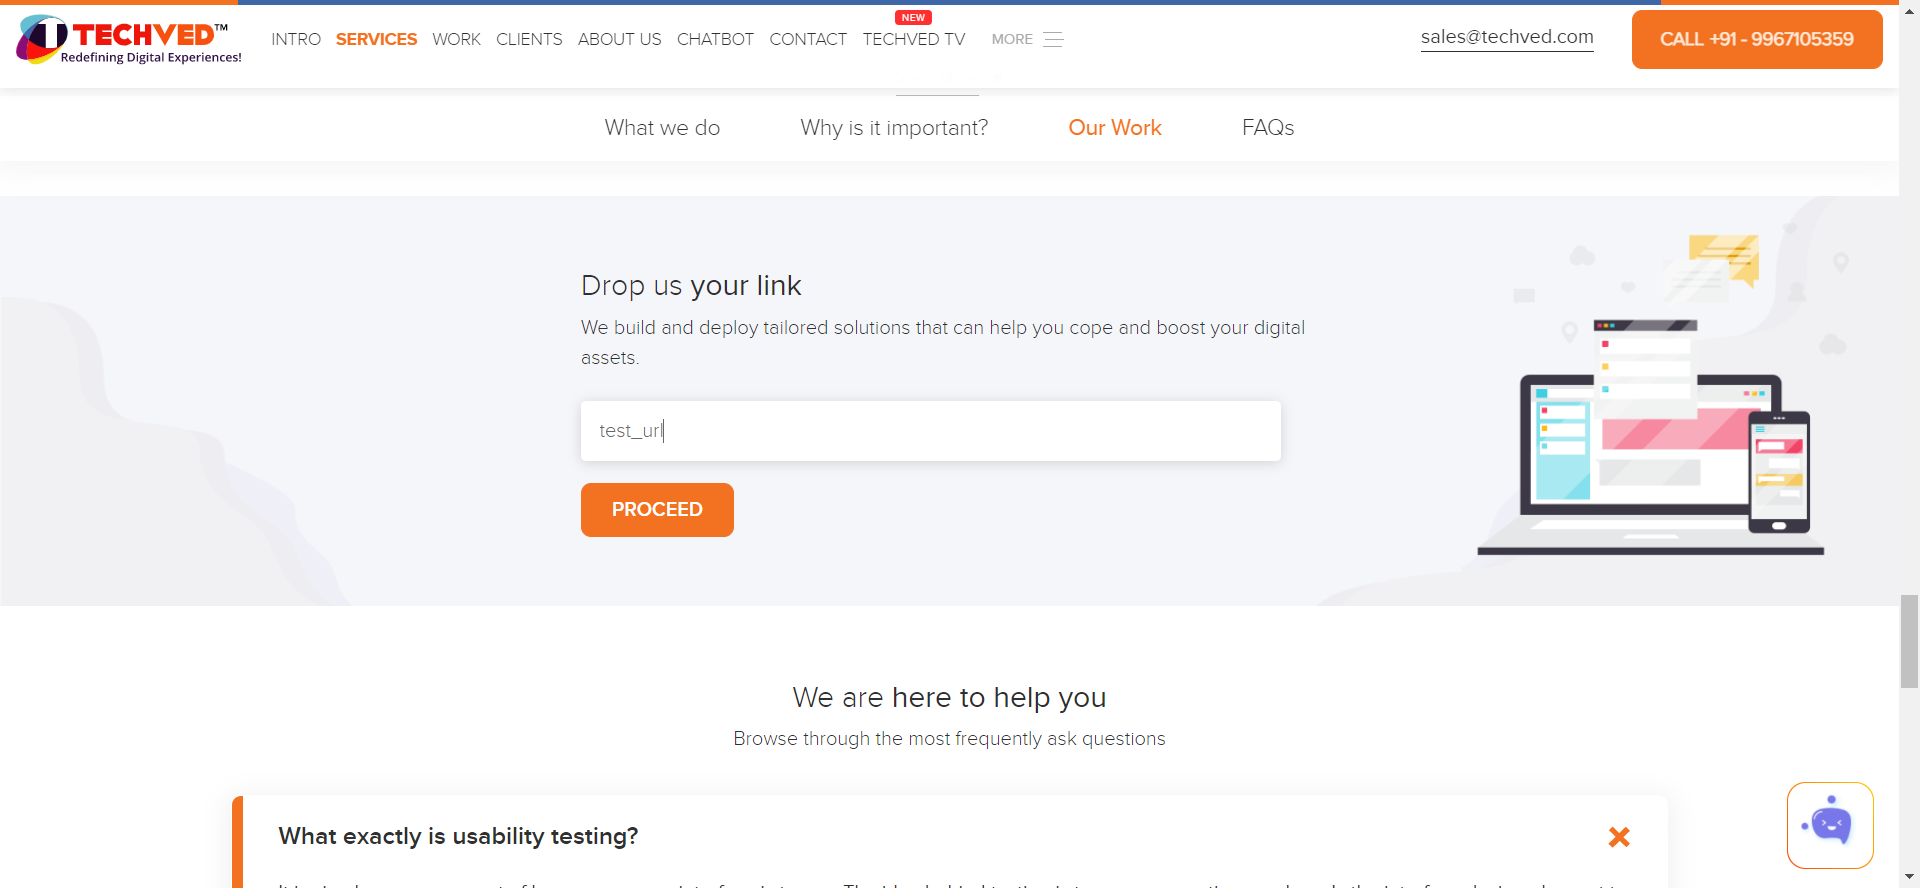 TECHVED™
Redefining Digital Experiences!
INTRO SERVICES WORK CLIENTS ABOUT US CHATBOT CONTACT TECHVED TV MORE
NEW
sales@techved.com
CALL +91 - 9967105359
What we do Why is it important? Our Work FAQs
Drop us your link
We build and deploy tailored solutions that can help you cope and boost your digital
assets.
test_url
PROCEED
We are here to help you
Browse through the most frequently ask questions
What exactly is usability testing?